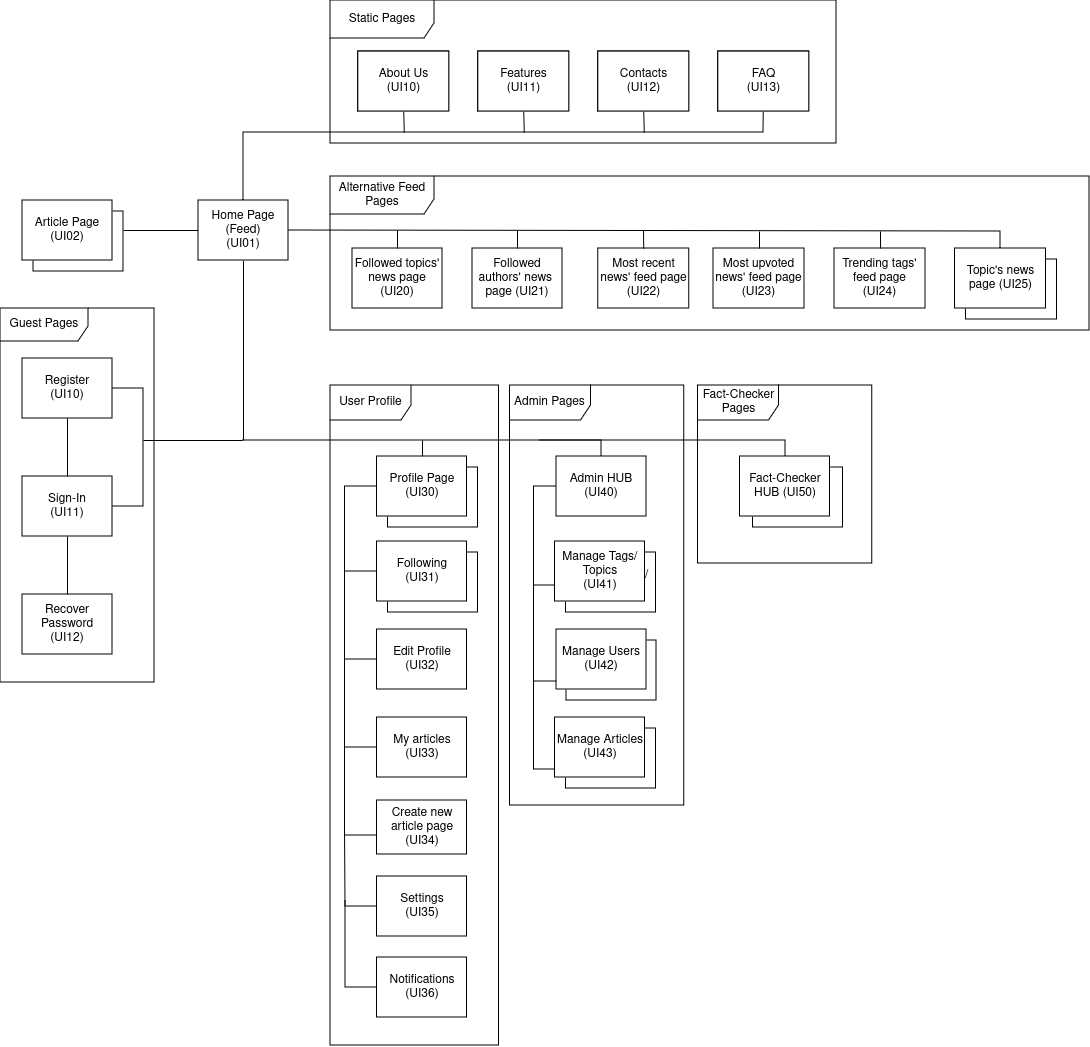 Static Pages
About Us
(UI10)
Features
(UI11)
Contacts
(UI12)
FAQ
(UI13)
Alternative Feed
Pages
Article Page
(UI02)
Home Page
(Feed)
(UI01)
Followed topics'
news page
(UI20)
Followed
authors' news
page (UI21)
Most recent
news' feed page
(UI22)
Most upvoted
news' feed page
(UI23)
Trending tags'
feed page
(UI24)
Topic's news
page (UI25)
Guest Pages
Register
(UI10)
Sign-In
(UI11)
Recover
Password
(UI12)
User Profile
Profile Page
(UI30)
Following
(UI31)
Edit Profile
(UI32)
My articles
(UI33)
Create new
article page
(UI34)
Settings
(UI35)
Notifications
(UI36)
Admin Pages
Admin HUB
(UI40)
Manage Tags/
Topics
(UI41)
/
Manage Users
(UI42)
Manage Articles
(UI43)
Fact-Checker
Pages
Fact-Checker
HUB (UI50)